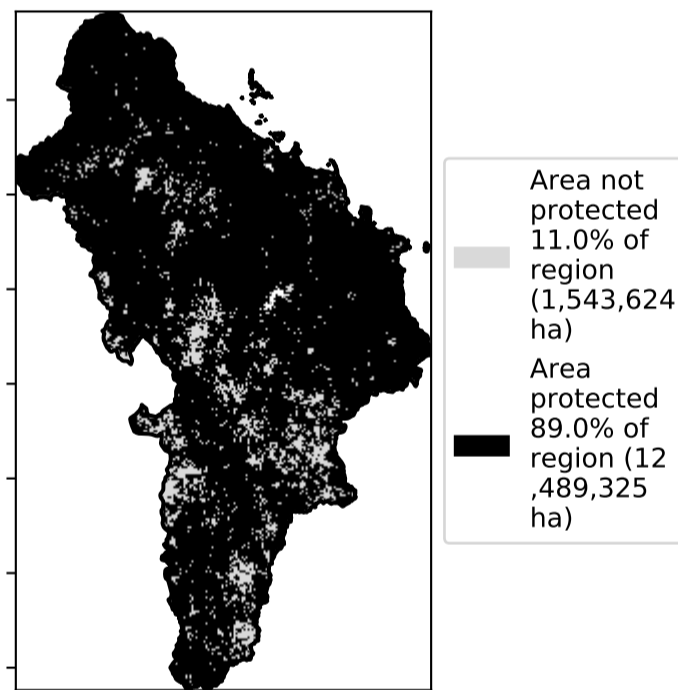 Area not
protected
11.0% of
region
(1,543,624
ha)
Area
protected
89.0% of
region (12
,489,325
ha)